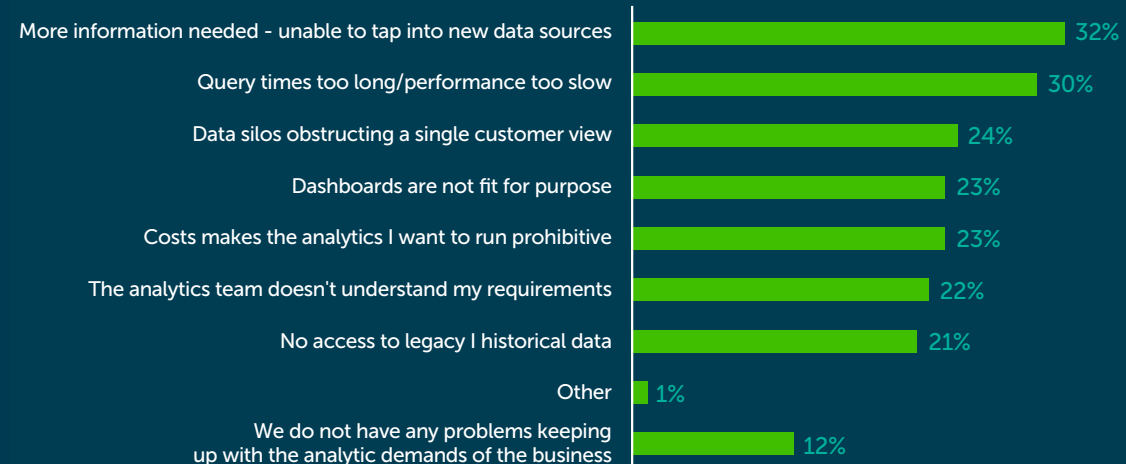 More information needed - unable to tap into new data sources 32%
Query times too long/performance too slow 30%
Data silos obstructing a single customer view 24%
Dashboards are not fit for purpose 23%
Costs makes the analytics I want to run prohibitive 23%
The analytics team doesn't understand my requirements 22%
No access to legacy I historical data 21%
Other 1%
We do not have any problems keeping
up with the analytic demands of the business 12%